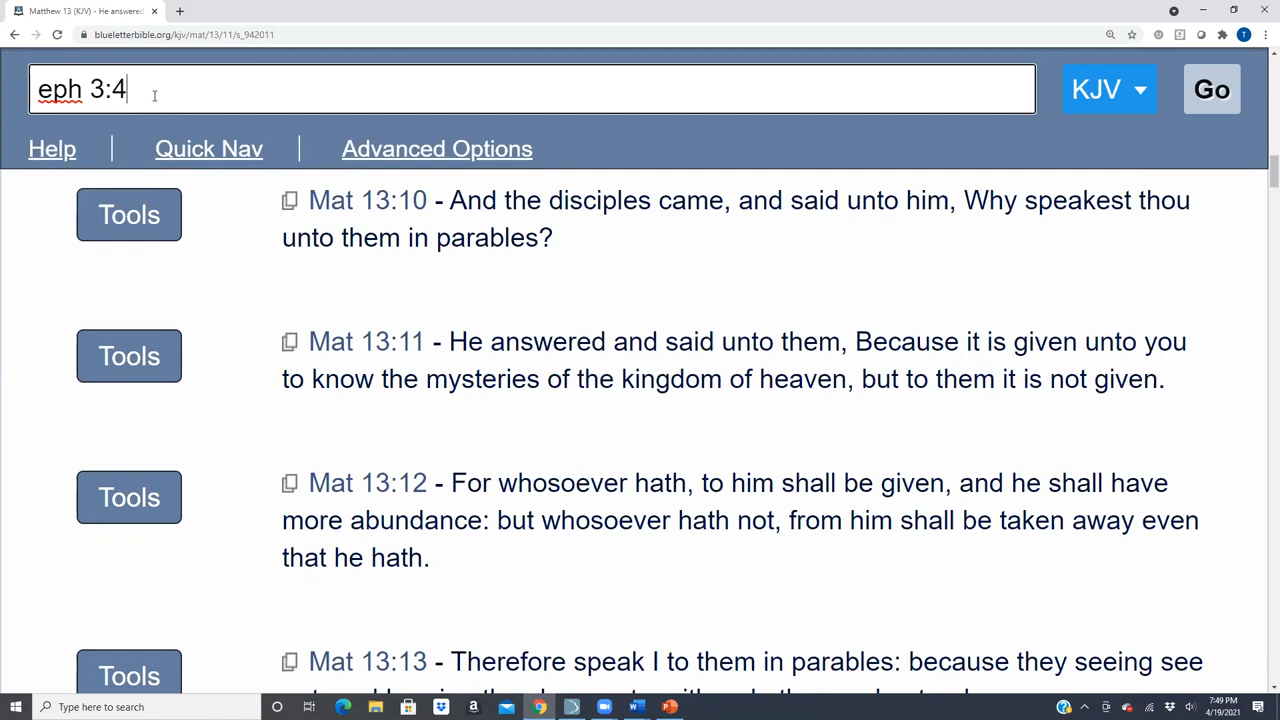 Matthew 13 (KJV) - He answered
blueletterbible.org/kjv/mat/13/11/s_942011
T
eph 3:4
KJV
Go
Help
Quick Nav
Advanced Options
Tools
Mat 13:10 - And the disciples came, and said unto him, Why speakest thou
unto them in parables?
Tools
Mat 13:11 - He answered and said unto them, Because it is given unto you
to know the mysteries of the kingdom of heaven, but to them it is not given.
Tools
Mat 13:12 - For whosoever hath, to him shall be given, and he shall have
more abundance: but whosoever hath not, from him shall be taken away even
that he hath.
Tools
Mat 13:13 - Therefore speak I to them in parables: because they seeing see
Type here to search
7:49 PM
4/19/2021